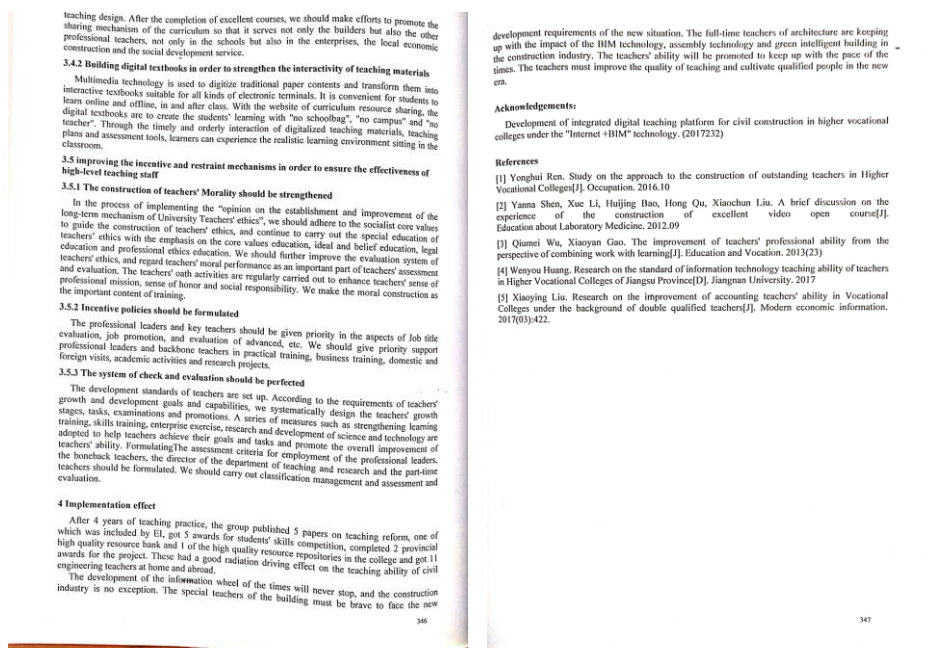 teaching design. After the completion of excellent courses, we should make efforts to promote the
sharing mechanism of the curriculum so that it serves not only the builders but also the other
professional teachers, not only in the schools but also in the enterprises, the local economic
construction and the social development service.
3.4.2 Building digital textbooks in order to strengthen the interactivity of teaching materials
Multimedia technology is used to digitize traditional paper contents and transform them into
interactive textbooks suitable for all kinds of electronic terminals. It is convenient for students to
learn online and offline, in and after class. With the website of curriculum resource sharing, the
digital textbooks are to create the students' learning with "no schoolbag", "no campus" and "no
teacher". Through the timely and orderly interaction of digitalized teaching materials, teaching
plans and assessment tools, learners can experience the realistic learning environment sitting in the
classroom.
3.5 improving the incentive and restraint mechanisms in order to ensure the effectiveness of
high-level teaching staff
3.5.1 The construction of teachers' Morality should be strengthened
In the process of implementing the "opinion on the establishment and improvement of the
long-term mechanism of University Teachers' ethics", we should adhere to the socialist core values
to guide the construction of teachers' ethics, and continue to carry out the special education of
teachers' ethics with the emphasis on the core values education, ideal and belief education, legal
education and professional ethics education. We should further improve the evaluation system of
teachers' ethics, and regard teachers' moral performance as an important part of teachers' assessment
and evaluation. The teachers' oath activities are regularly carried out to enhance teachers' sense of
professional mission, sense of honor and social responsibility. We make the moral construction as
the important content of training.
3.5.2 Incentive policies should be formulated
The professional leaders and key teachers should be given priority in the aspects of Job title
evaluation, job promotion, and evaluation of advanced, etc. We should give priority support
professional leaders and backbone teachers in practical training, business training, domestic and
foreign visits, academic activities and research projects.
3.5.3 The system of check and evaluation should be perfected
The development standards of teachers are set up. According to the requirements of teachers'
growth and development goals and capabilities, we systematically design the teachers' growth
stages, tasks, examinations and promotions. A series of measures such as strengthening learning
training, skills training, enterprise exercise, research and development of science and technology are
adopted to help teachers achieve their goals and tasks and promote the overall improvement of
teachers' ability. FormulatingThe assessment criteria for employment of the professional leaders,
the boneback teachers, the director of the department of teaching and research and the part-time
teachers should be formulated. We should carry out classification management and assessment and
evaluation.
4 Implementation effect
After 4 years of teaching practice, the group published 5 papers on teaching reform, one of
which was included by EI, got 5 awards for students' skills competition, completed 2 provincial
high quality resource bank and 1 of the high quality resource repositories in the college and got 11
awards for the project. These had a good radiation driving effect on the teaching ability of civil
engineering teachers at home and abroad.
The development of the information wheel of the times will never stop, and the construction
industry is no exception. The special teachers of the building must be brave to face the new
346
development requirements of the new situation. The full-time teachers of architecture are keeping
up with the impact of the BIM technology, assembly technology and green intelligent building in
the construction industry. The teachers' ability will be promoted to keep up with the pace of the
times. The teachers must improve the quality of teaching and cultivate qualified people in the new
era.
Acknowledgements:
Development of integrated digital teaching platform for civil construction in higher vocational
colleges under the "Internet +BIM" technology. (2017232)
References
[1] Yonghui Ren. Study on the approach to the construction of outstanding teachers in Higher
Vocational Colleges[J]. Occupation. 2016.10
[2] Yanna Shen, Xue Li, Huijing Bao, Hong Qu, Xiaochun Liu. A brief discussion on the
experience of the construction of excellent video open course[J].
Education about Laboratory Medicine. 2012.09
[3] Qiumei Wu, Xiaoyan Gao. The improvement of teachers' professional ability from the
perspective of combining work with learning[J]. Education and Vocation. 2013(23)
[4] Wenyou Huang. Research on the standard of information technology teaching ability of teachers
in Higher Vocational Colleges of Jiangsu Province[D]. Jiangnan University. 2017
[5] Xiaoying Liu. Research on the improvement of accounting teachers' ability in Vocational
Colleges under the background of double qualified teachers[J]. Modern economic information.
2017(03):422.
347